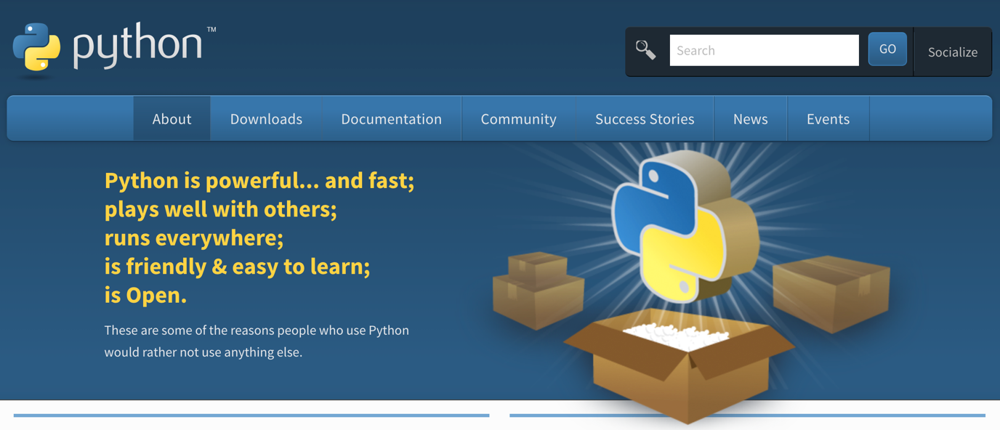 python™
Search
GO
Socialize
About
Downloads
Documentation
Community
Success Stories
News
Events
Python is powerful... and fast;
plays well with others;
runs everywhere;
is friendly & easy to learn;
is Open.
These are some of the reasons people who use Python
would rather not use anything else.